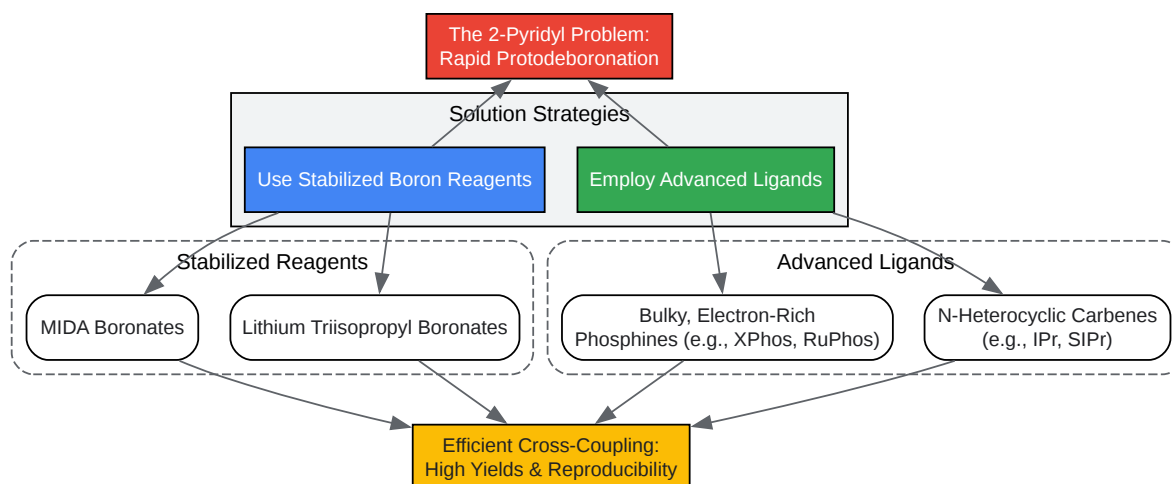 The 2-Pyridyl Problem:
Rapid Protodeboronation
Solution Strategies
Use Stabilized Boron Reagents
Employ Advanced Ligands
Stabilized Reagents
Advanced Ligands
MIDA Boronates
Lithium Triisopropyl Boronates
Bulky, Electron-Rich
Phosphines (e.g., XPhos, RuPhos)
N-Heterocyclic Carbenes
(e.g., IPr, SIPr)
Efficient Cross-Coupling:
High Yields & Reproducibility